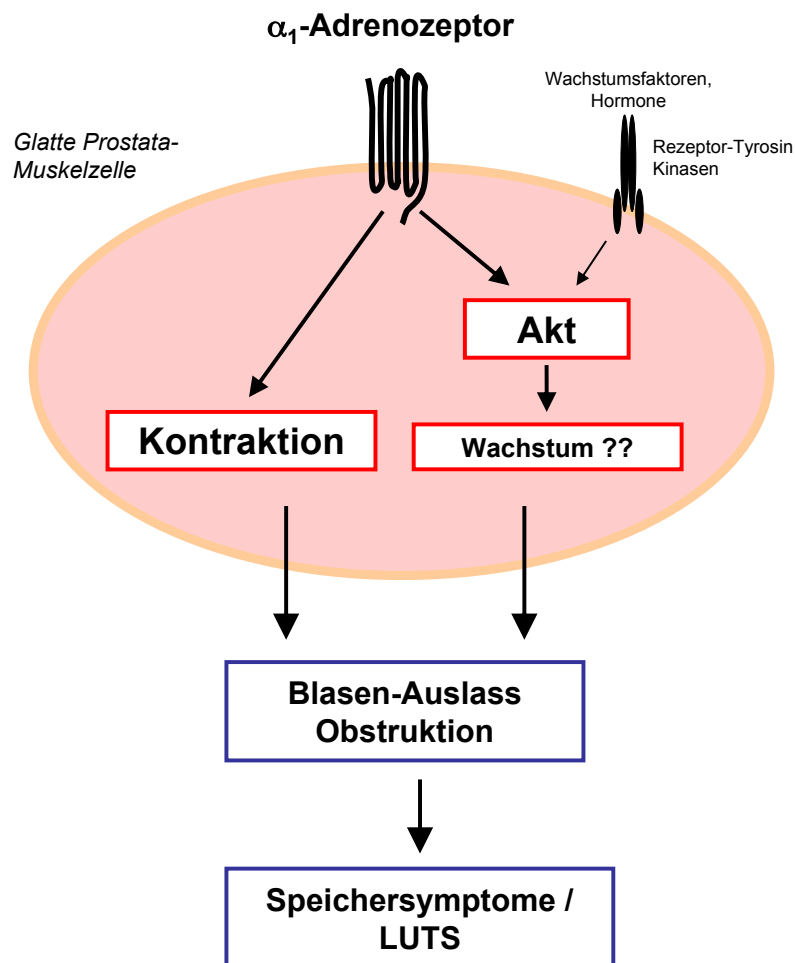 α₁-Adrenozeptor
Wachstumsfaktoren,
Hormone
Glatte Prostata-
Muskelzelle
Rezeptor-Tyrosin
Kinasen
Akt
Kontraktion
Wachstum ??
Blasen-Auslass
Obstruktion
Speichersymptome /
LUTS